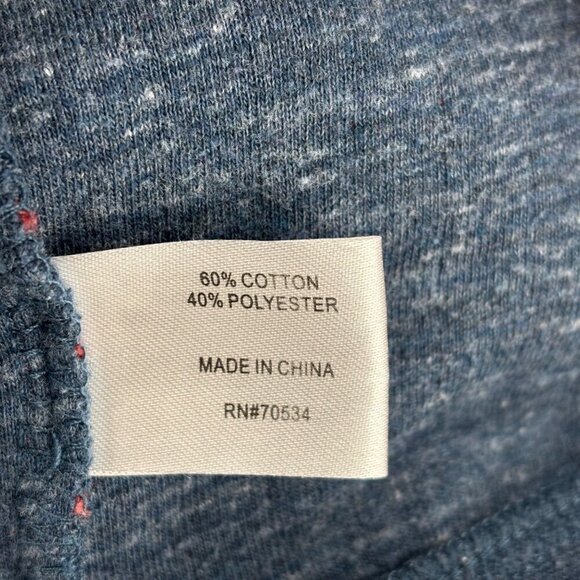 60% COTTON
40% POLYESTER
MADE IN CHINA
RN#70534